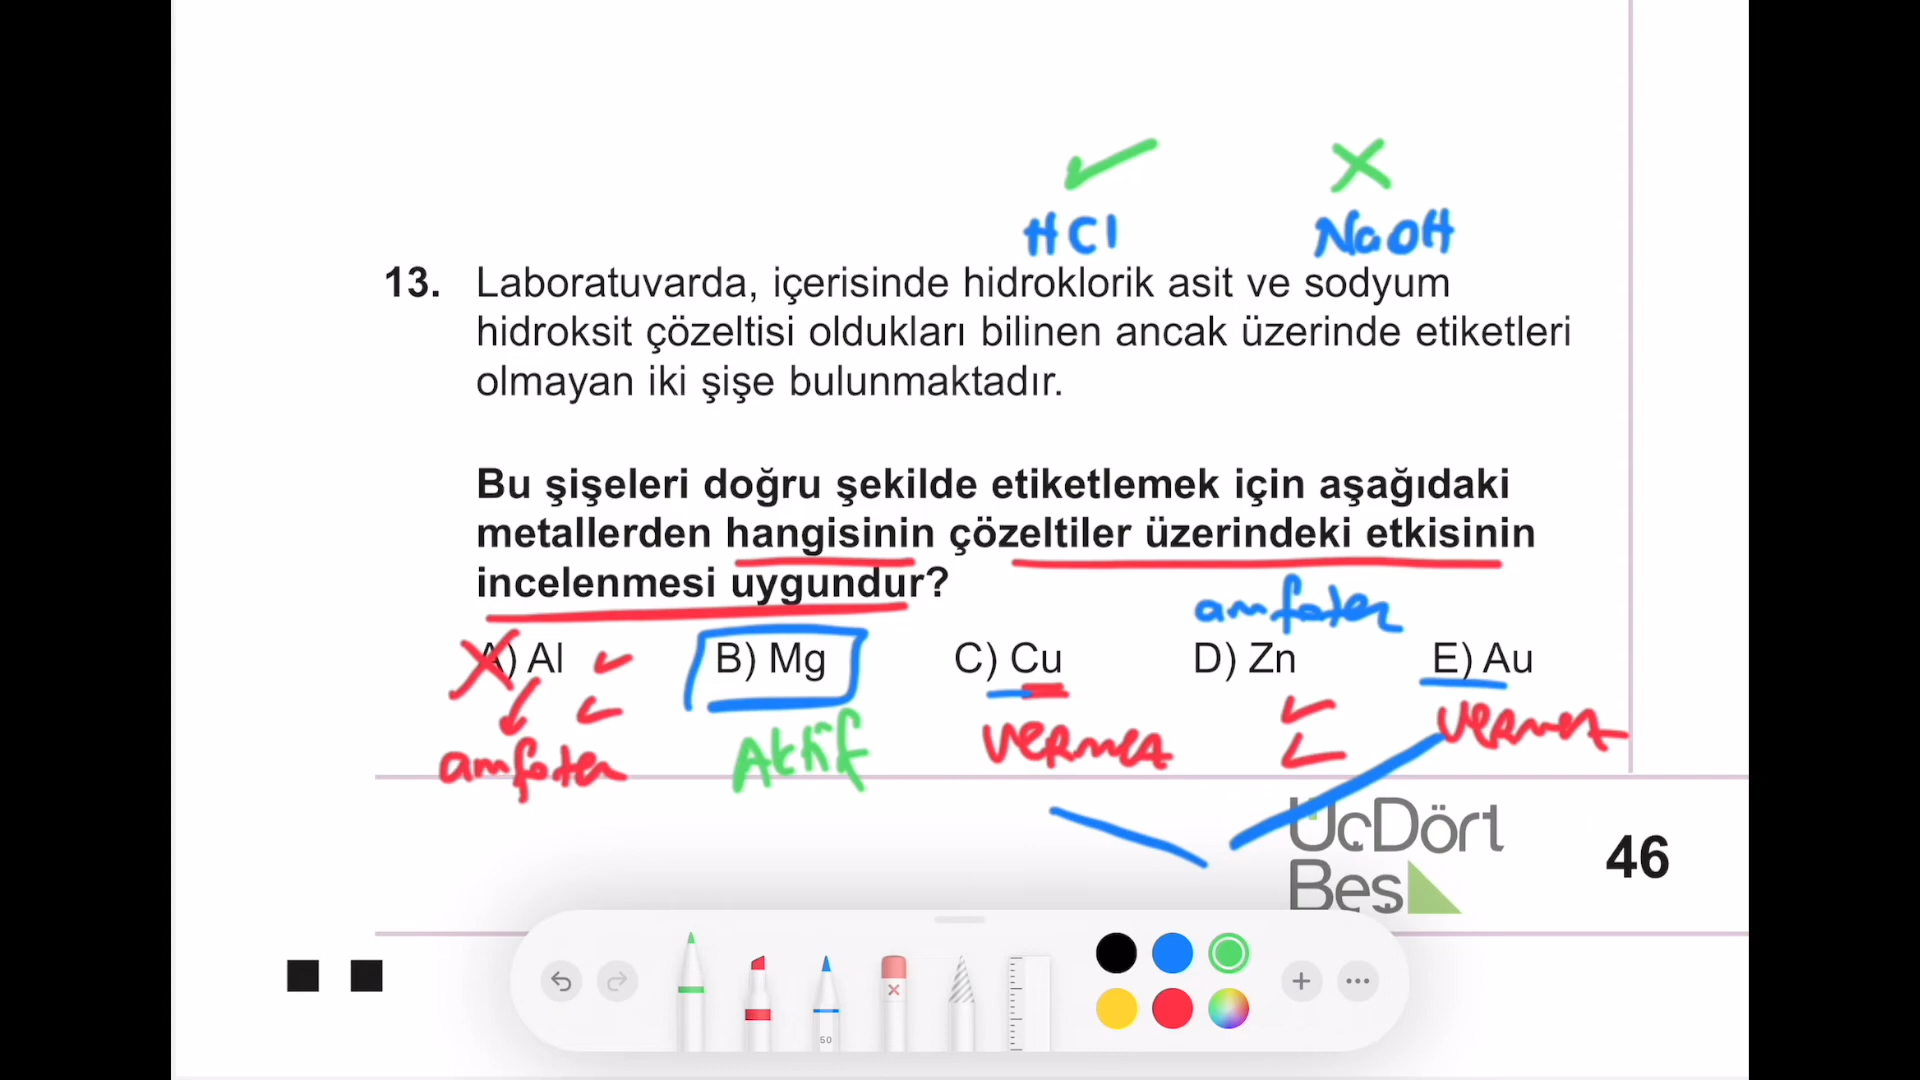 HCl NaOH
13. Laboratuvarda, içerisinde hidroklorik asit ve sodyum
hidroksit çözeltisi oldukları bilinen ancak üzerinde etiketleri
olmayan iki şişe bulunmaktadır.
Bu şişeleri doğru şekilde etiketlemek için aşağıdaki
metallerden hangisinin çözeltiler üzerindeki etkisinin
incelenmesi uygundur?
amfoter
A) Al B) Mg C) Cu D) Zn E) Au
amfoter Aktif vermez vermez
ÜçDört
Beş
46
50